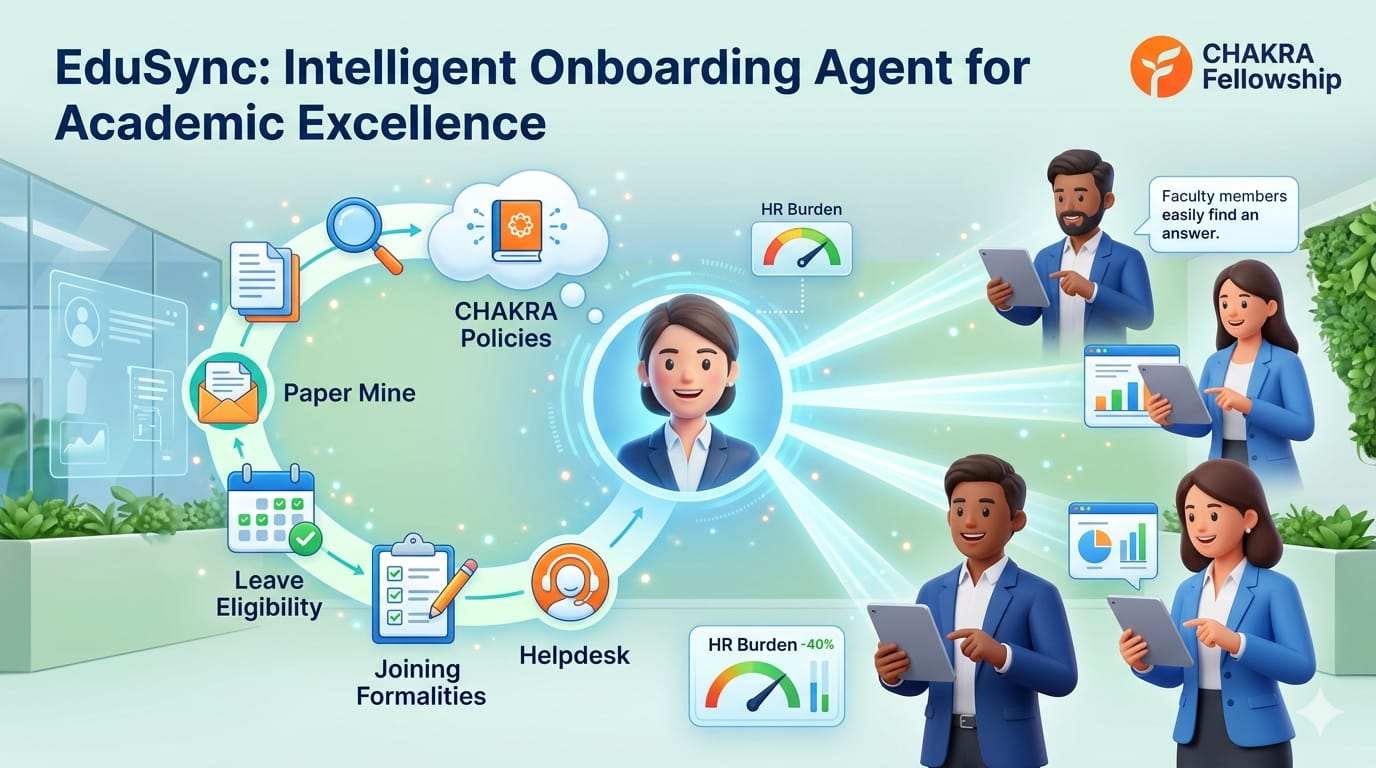 EduSync: Intelligent Onboarding Agent for
Academic Excellence
CHAKRA
Fellowship
HR Burden
Faculty members
easily find an
answer.
CHAKRA
Policies
Paper Mine
Leave
Eligibility
Joining
Formalities
Helpdesk
HR Burden -40%